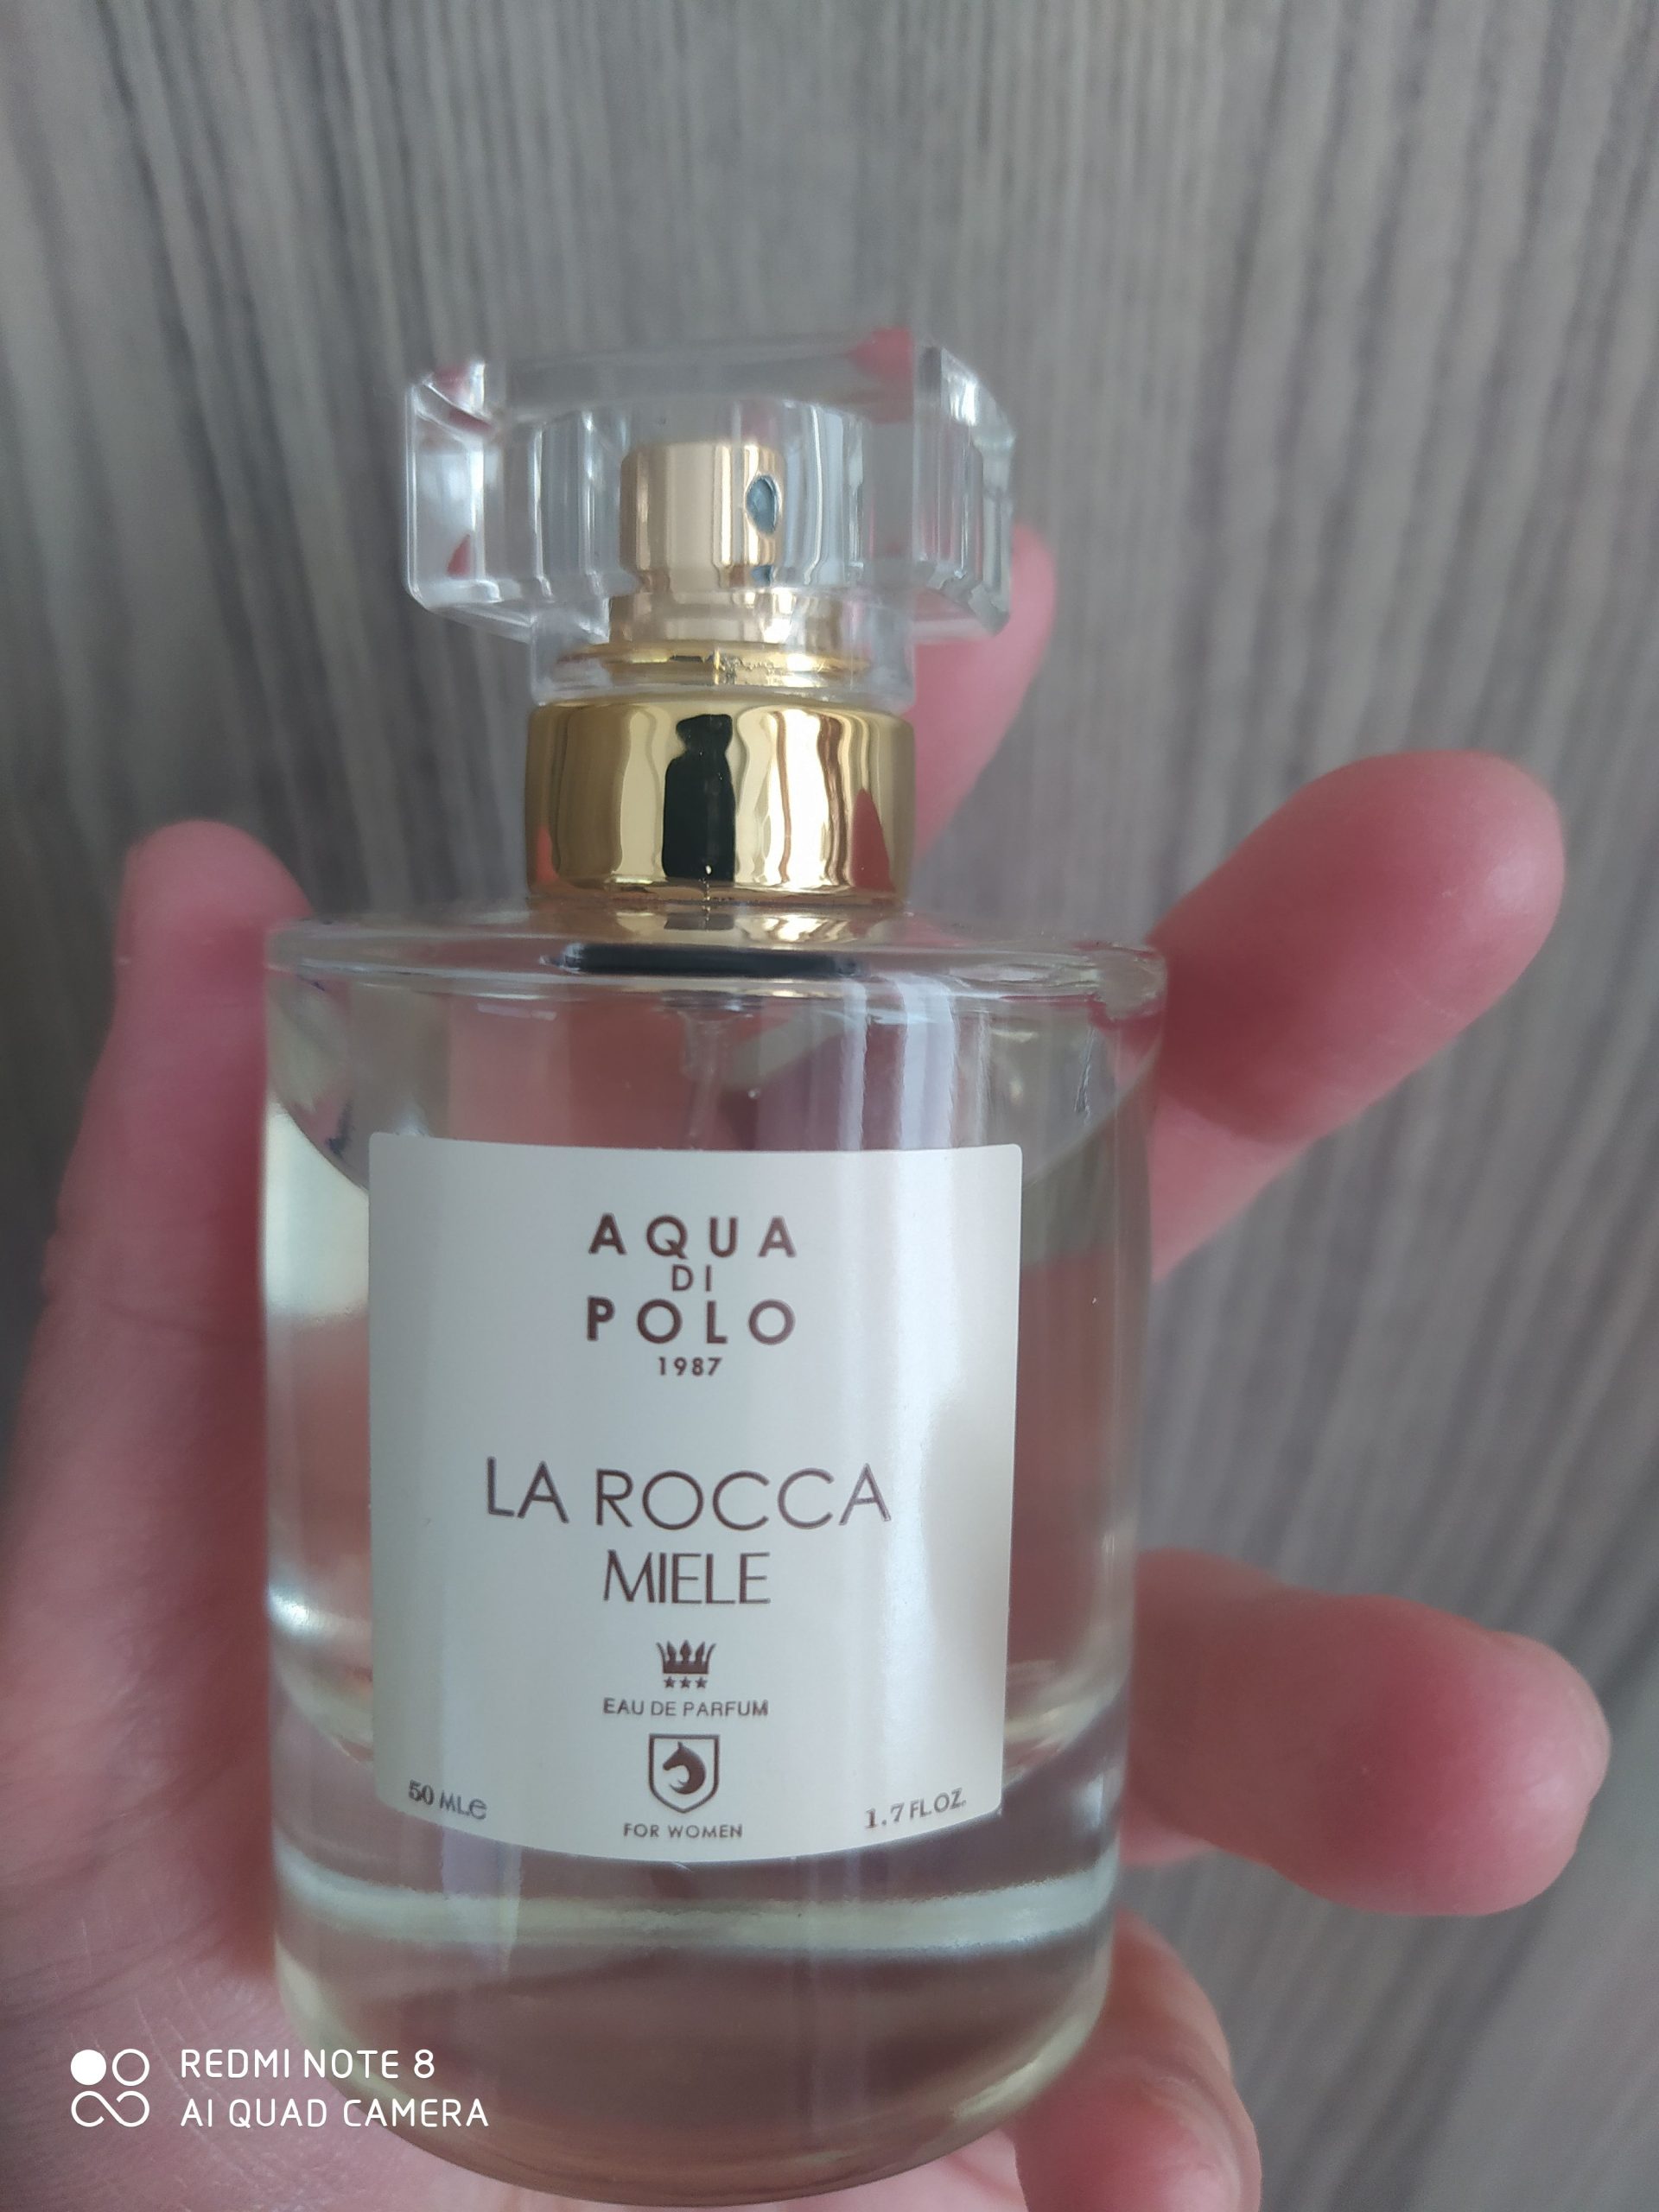 AQUA
DI
POLO
1987
LA ROCCA
MIELE
EAU DE PARFUM
50 MLe
1.7 FL.OZ.
FOR WOMEN
REDMI NOTE 8
AI QUAD CAMERA